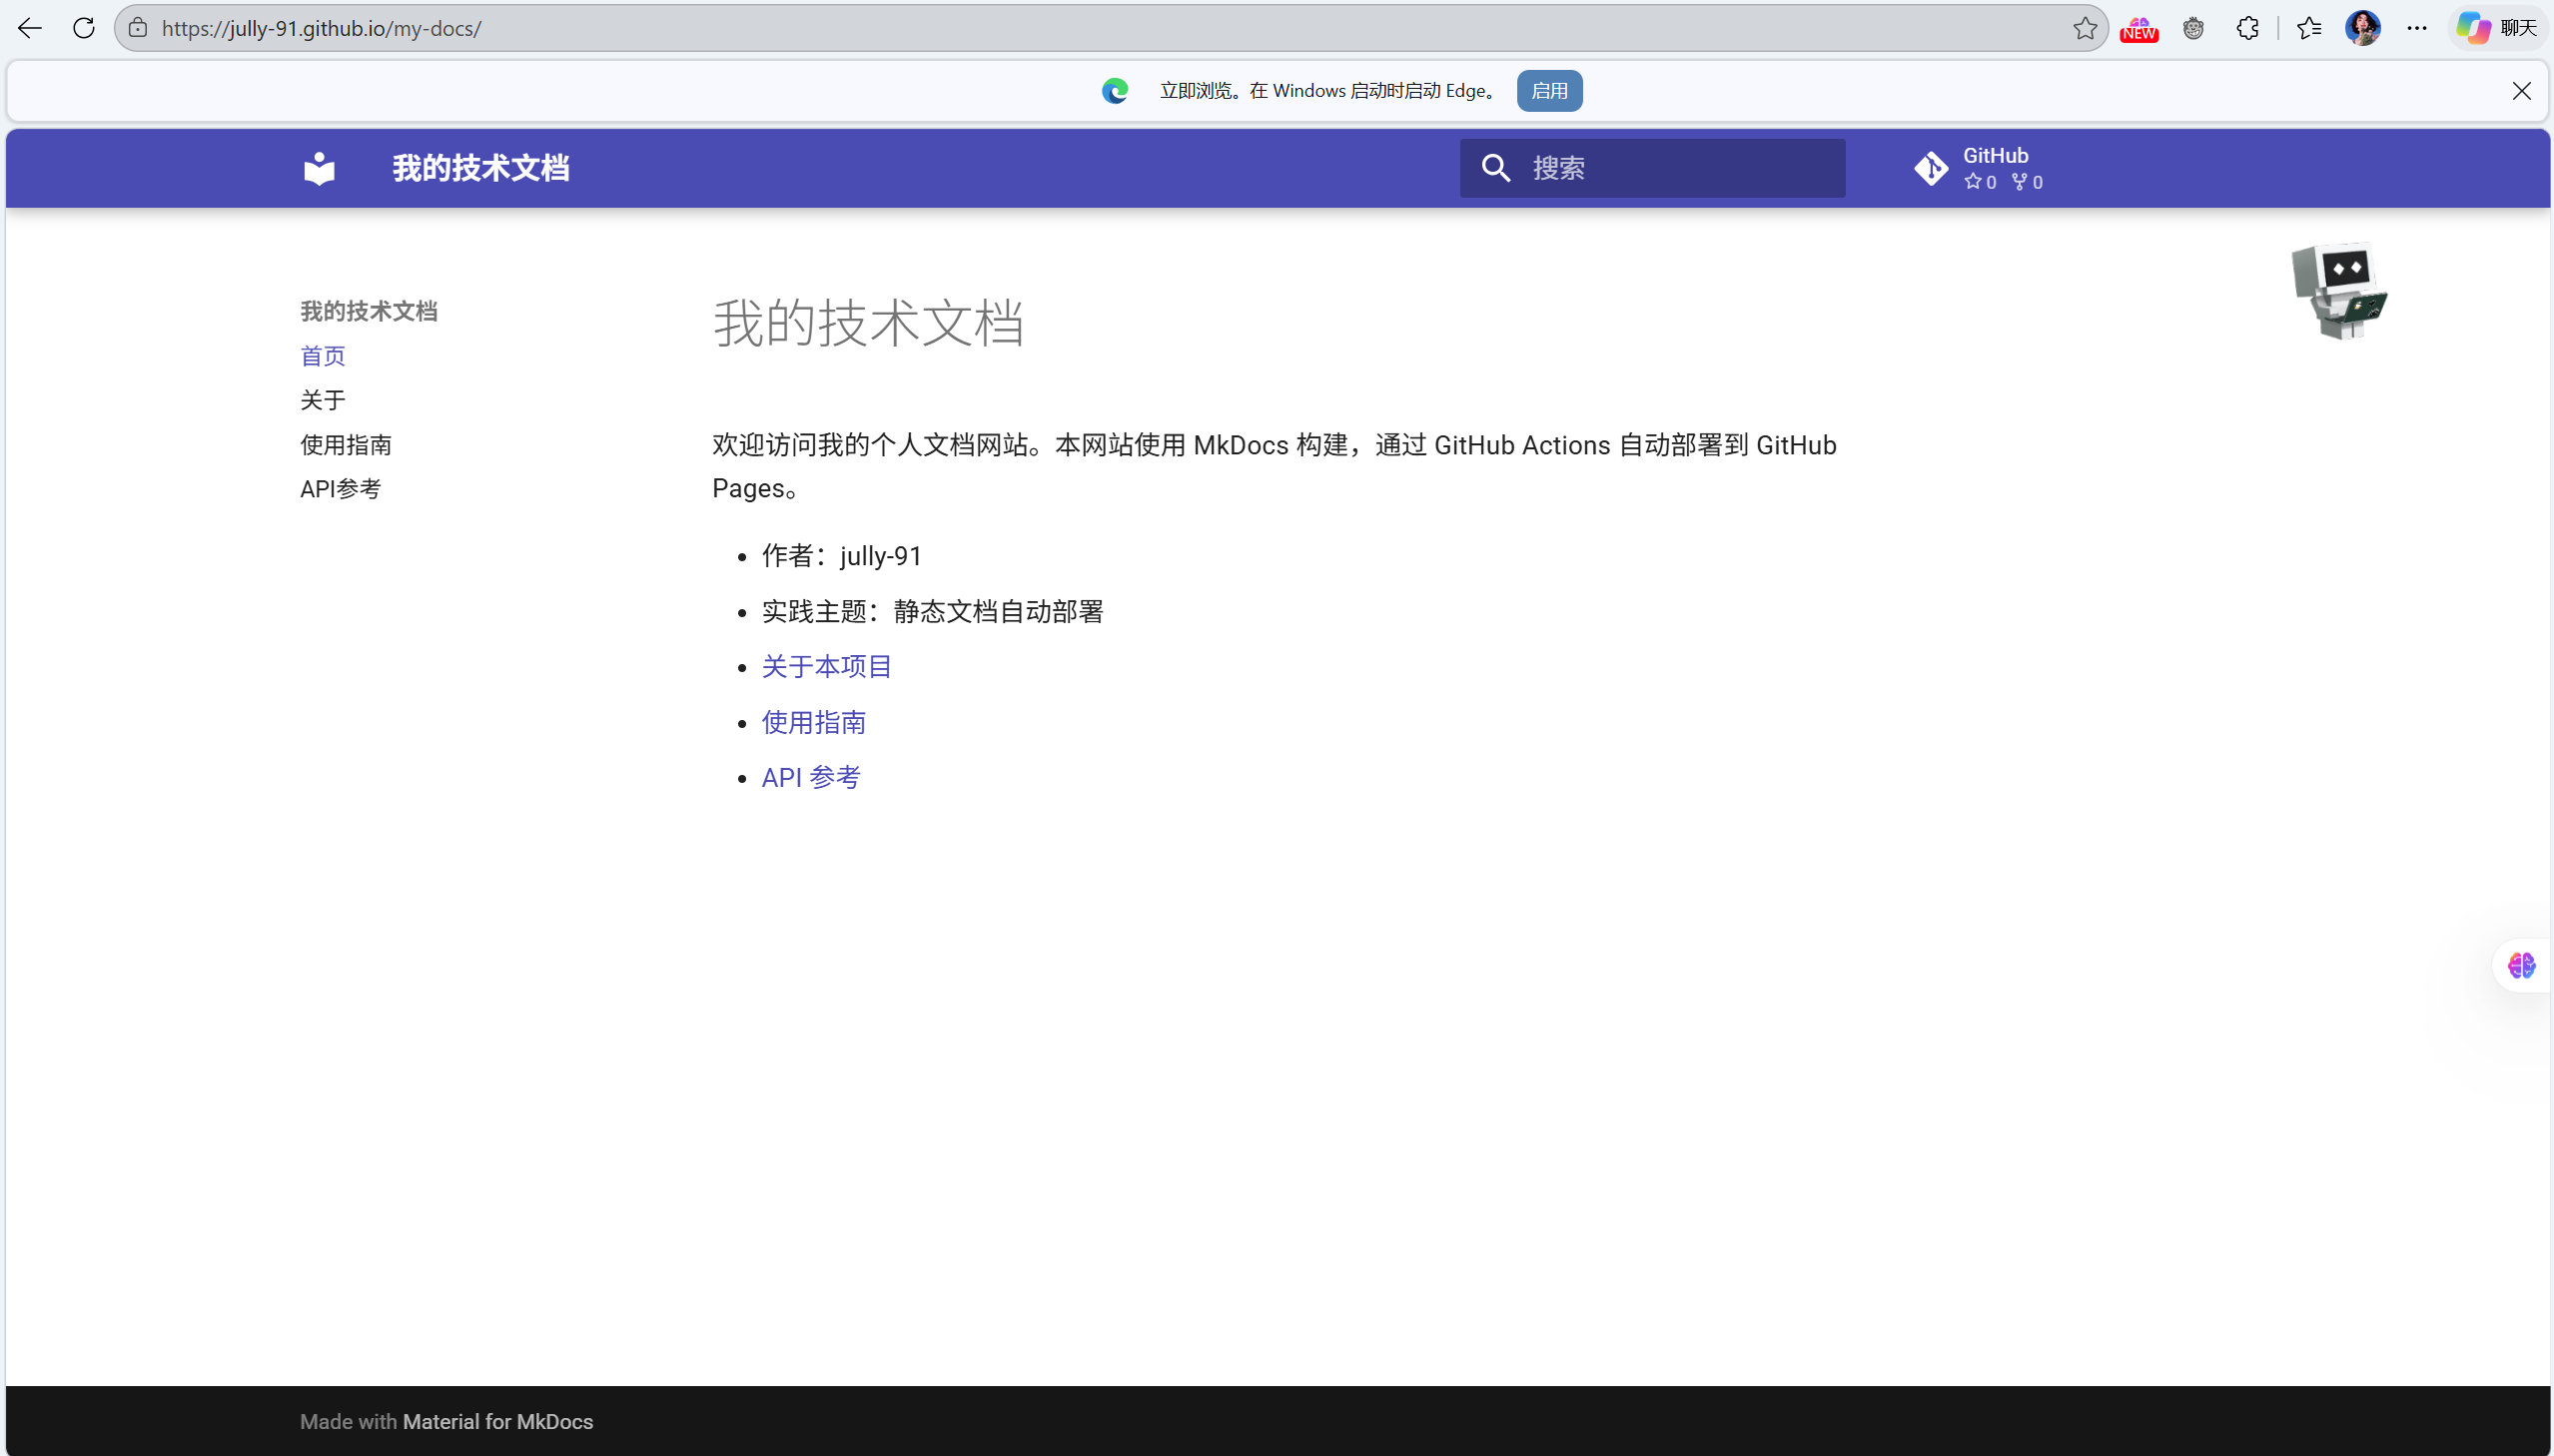 https://jully-91.github.io/my-docs/
NEW
聊天
立即浏览。在 Windows 启动时启动 Edge。
启用
我的技术文档
搜索
GitHub
0 0
我的技术文档
首页
关于
使用指南
API参考
我的技术文档
欢迎访问我的个人文档网站。本网站使用 MkDocs 构建，通过 GitHub Actions 自动部署到 GitHub
Pages。
作者：jully-91
实践主题：静态文档自动部署
关于本项目
使用指南
API 参考
Made with Material for MkDocs